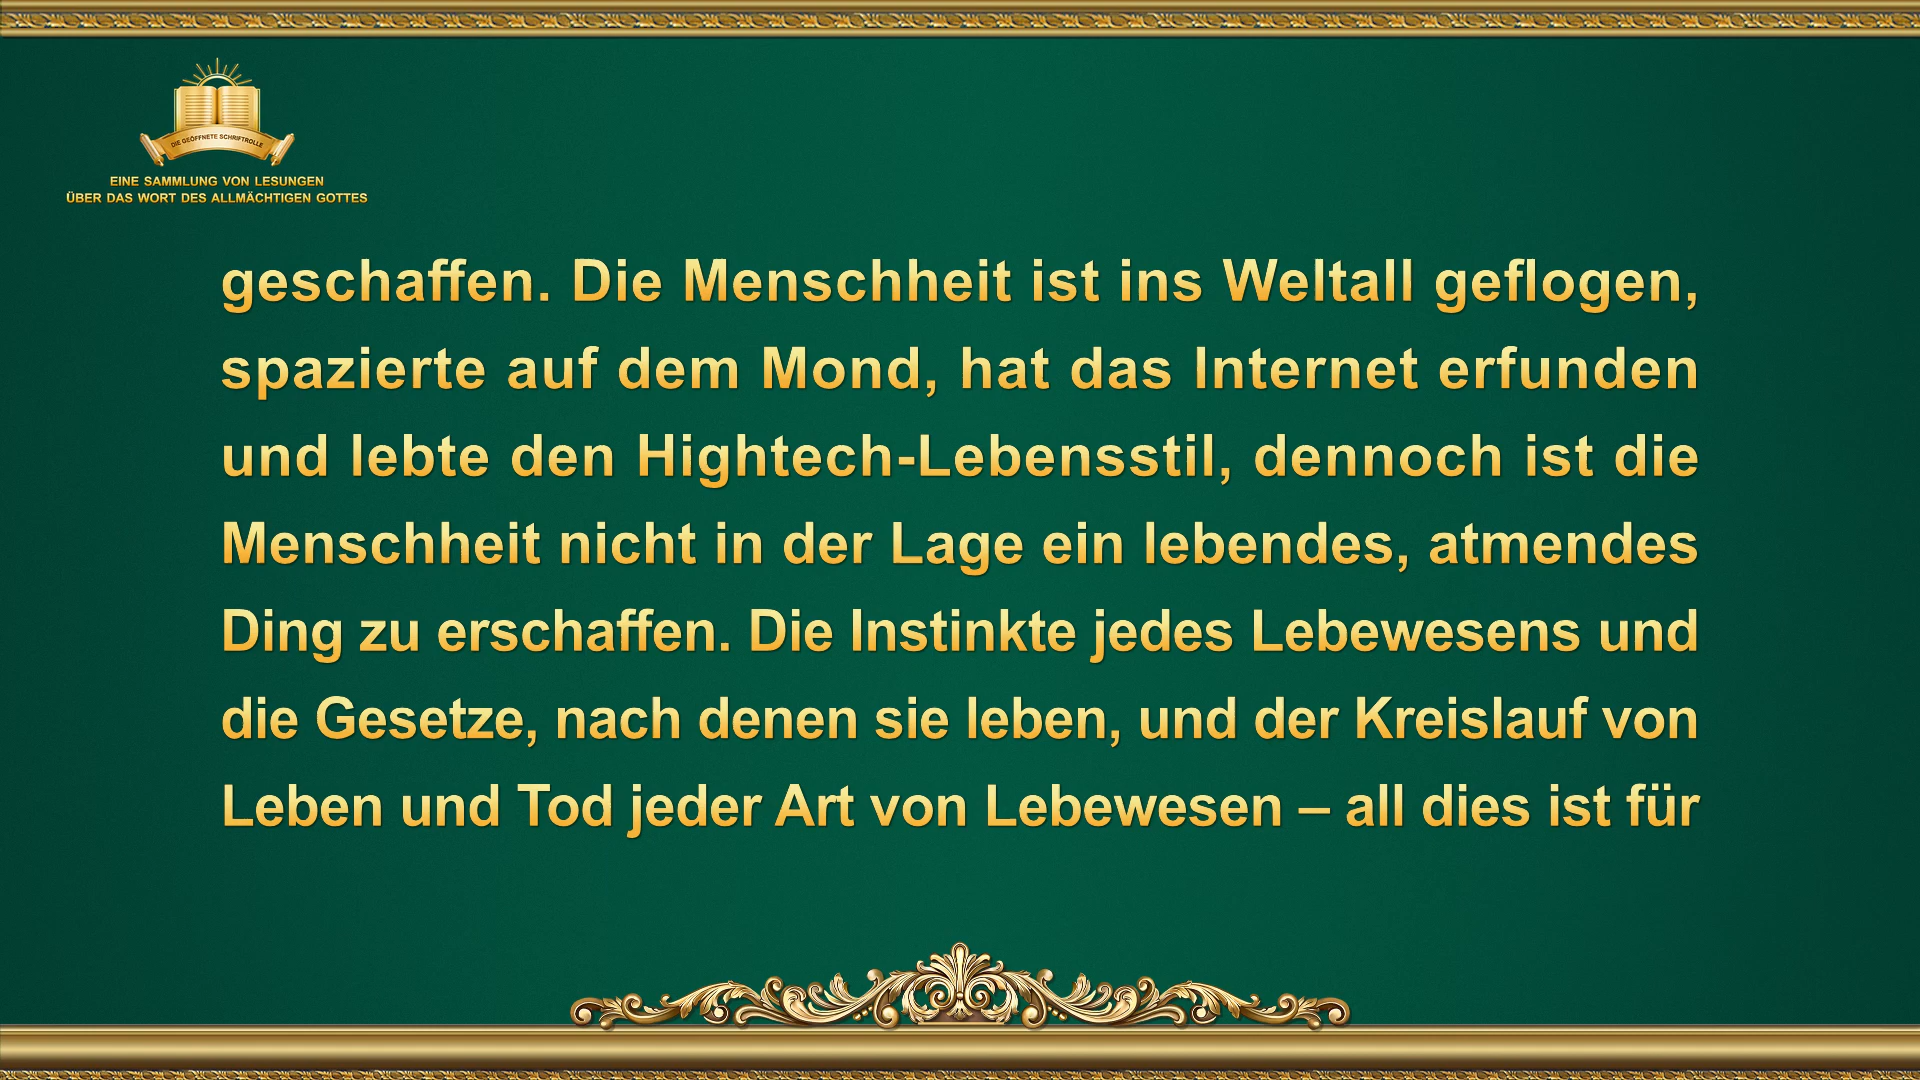 DIE GEÖFFNETE SCHRIFTROLLE
EINE SAMMLUNG VON LESUNGEN
ÜBER DAS WORT DES ALLMÄCHTIGEN GOTTES
geschaffen. Die Menschheit ist ins Weltall geflogen,
spazierte auf dem Mond, hat das Internet erfunden
und lebte den Hightech-Lebensstil, dennoch ist die
Menschheit nicht in der Lage ein lebendes, atmendes
Ding zu erschaffen. Die Instinkte jedes Lebewesens und
die Gesetze, nach denen sie leben, und der Kreislauf von
Leben und Tod jeder Art von Lebewesen – all dies ist für